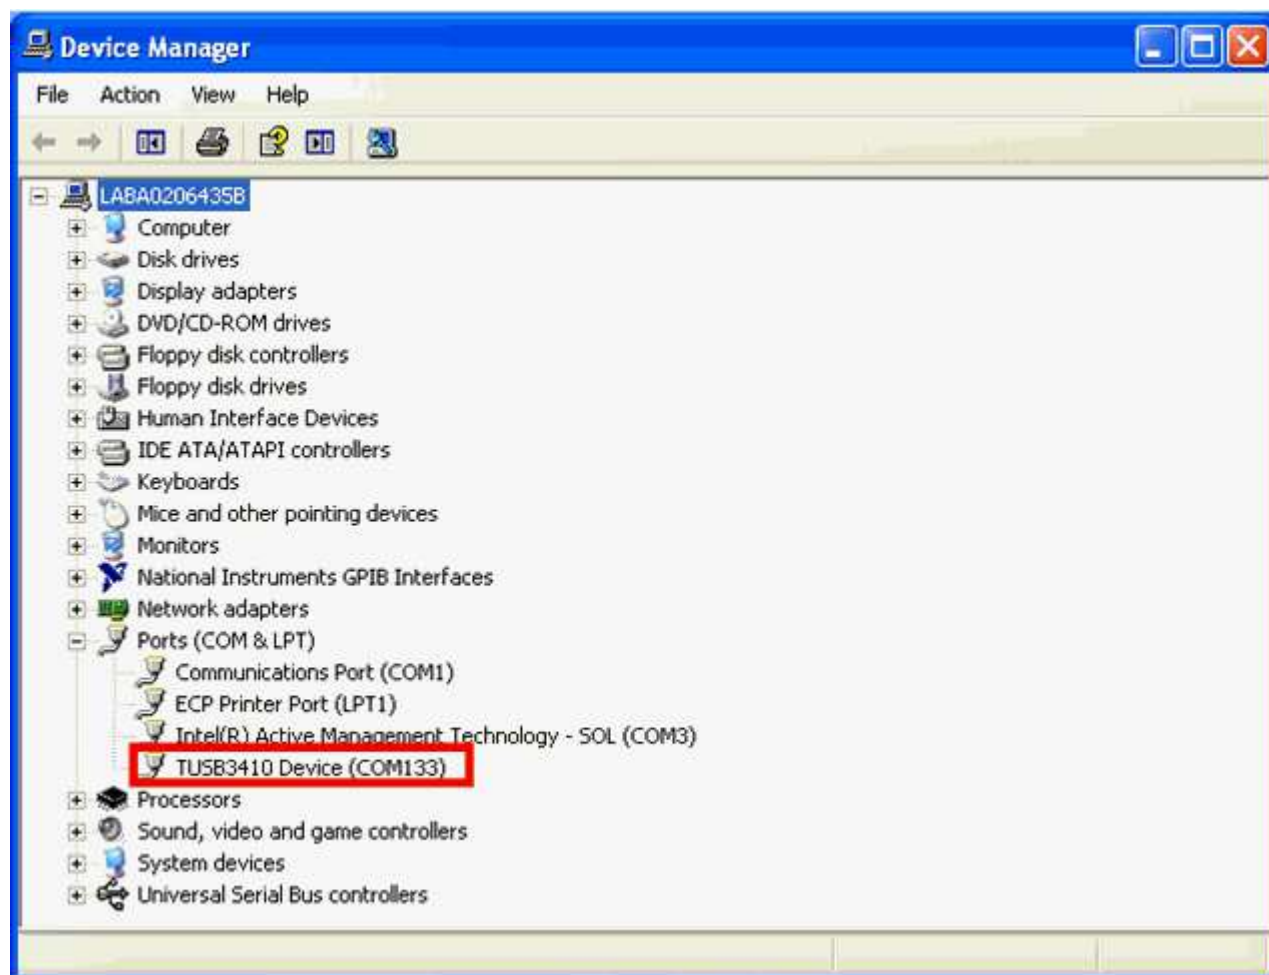 Device Manager
File Action View Help
LABA0206435B
Computer
Disk drives
Display adapters
DVD/CD-ROM drives
Floppy disk controllers
Floppy disk drives
Human Interface Devices
IDE ATA/ATAPI controllers
Keyboards
Mice and other pointing devices
Monitors
National Instruments GPIB Interfaces
Network adapters
Ports (COM & LPT)
Communications Port (COM1)
ECP Printer Port (LPT1)
Intel(R) Active Management Technology - SOL (COM3)
TUSB3410 Device (COM133)
Processors
Sound, video and game controllers
System devices
Universal Serial Bus controllers